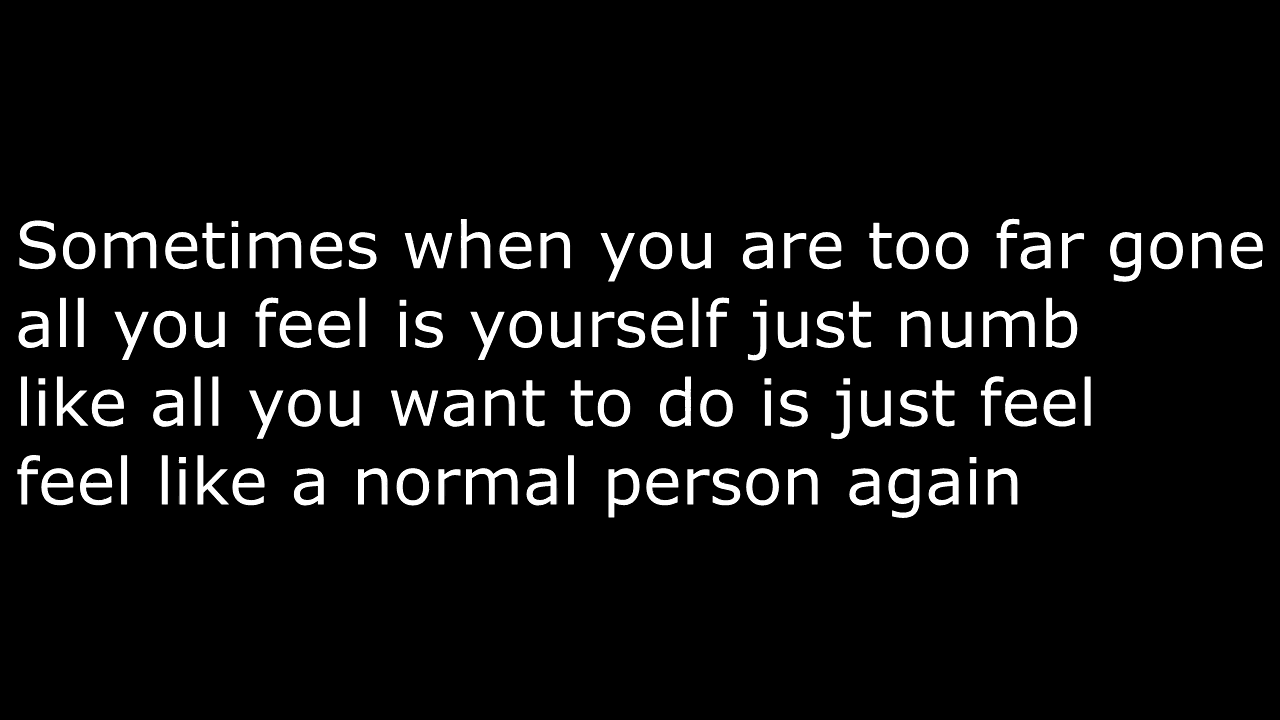 Sometimes when you are too far gone
all you feel is yourself just numb
like all you want to do is just feel
feel like a normal person again